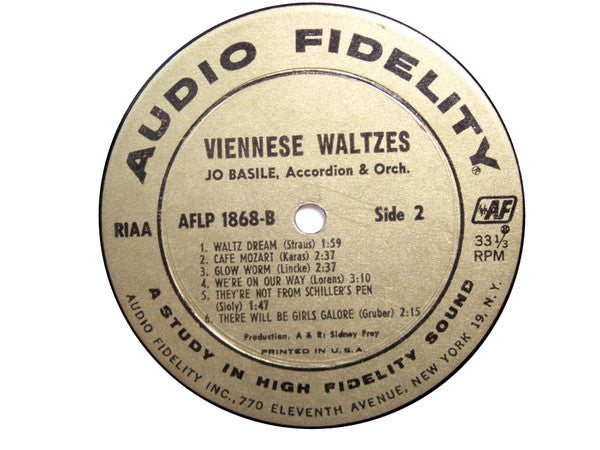 AUDIO FIDELITY®
VIENNESE WALTZES
JO BASILE, Accordion & Orch.
RIAA
AFLP 1868-B
Side 2
AF
33 1/3
RPM
1. WALTZ DREAM (Straus) 1:59
2. CAFE MOZART (Karas) 2:37
3. GLOW WORM (Lincke) 2:37
4. WE'RE ON OUR WAY (Lorens) 3:10
5. THEY'RE NOT FROM SCHILLER'S PEN
(Sioly) 1:47
6. THERE WILL BE GIRLS GALORE (Gruber) 2:15
Production, A & R: Sidney Frey
PRINTED IN U.S.A.
A STUDY IN HIGH FIDELITY SOUND
AUDIO FIDELITY INC., 770 ELEVENTH AVENUE, NEW YORK 19, N.Y.